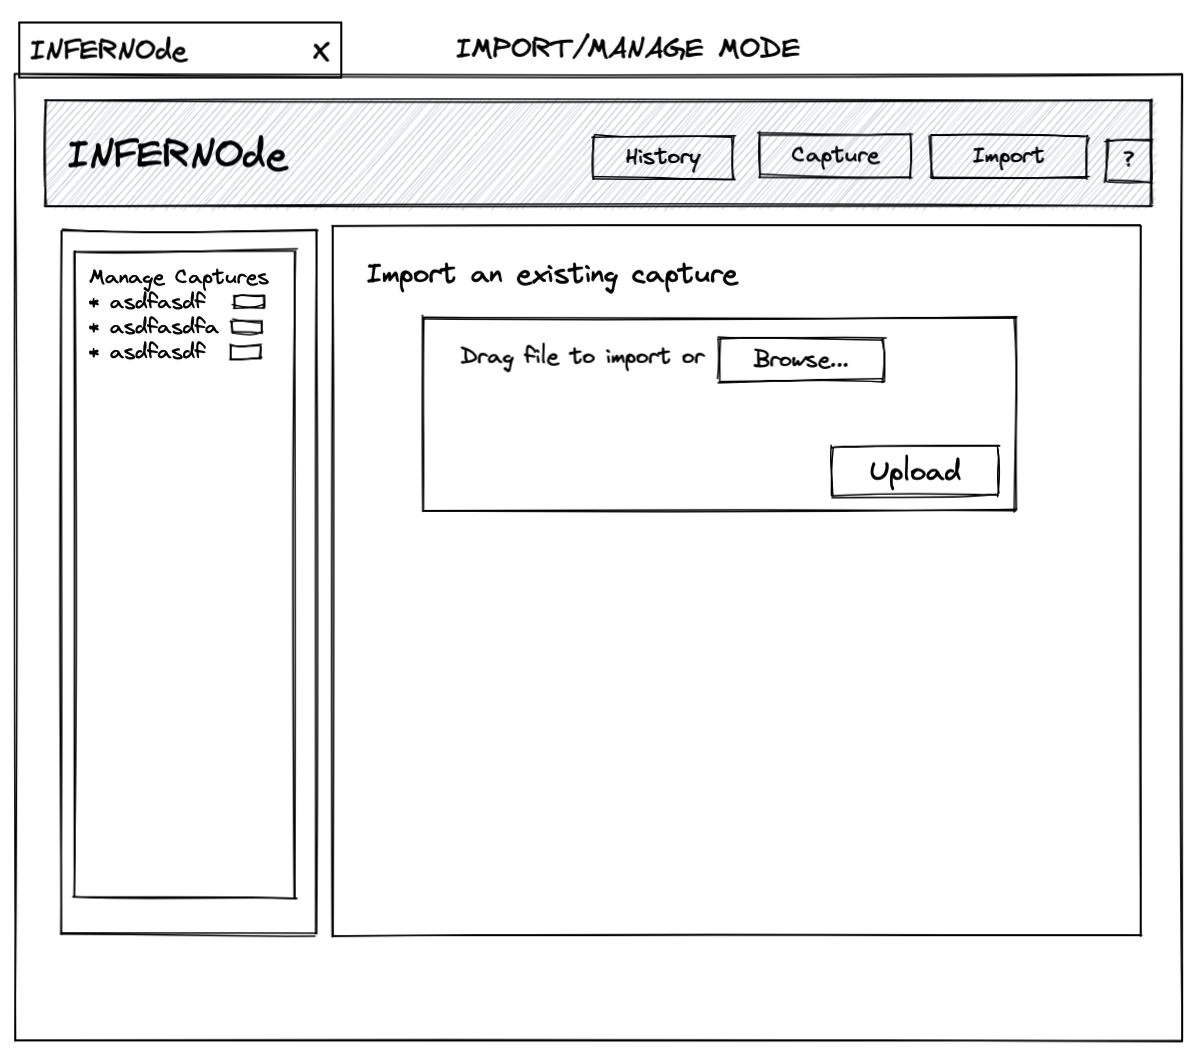 INFERNOde X
IMPORT/MANAGE MODE
INFERNOde
History
Capture
Import
?
Manage Captures
* asdfasdf
* asdfasdfa
* asdfasdf
Import an existing capture
Drag file to import or Browse...
Upload